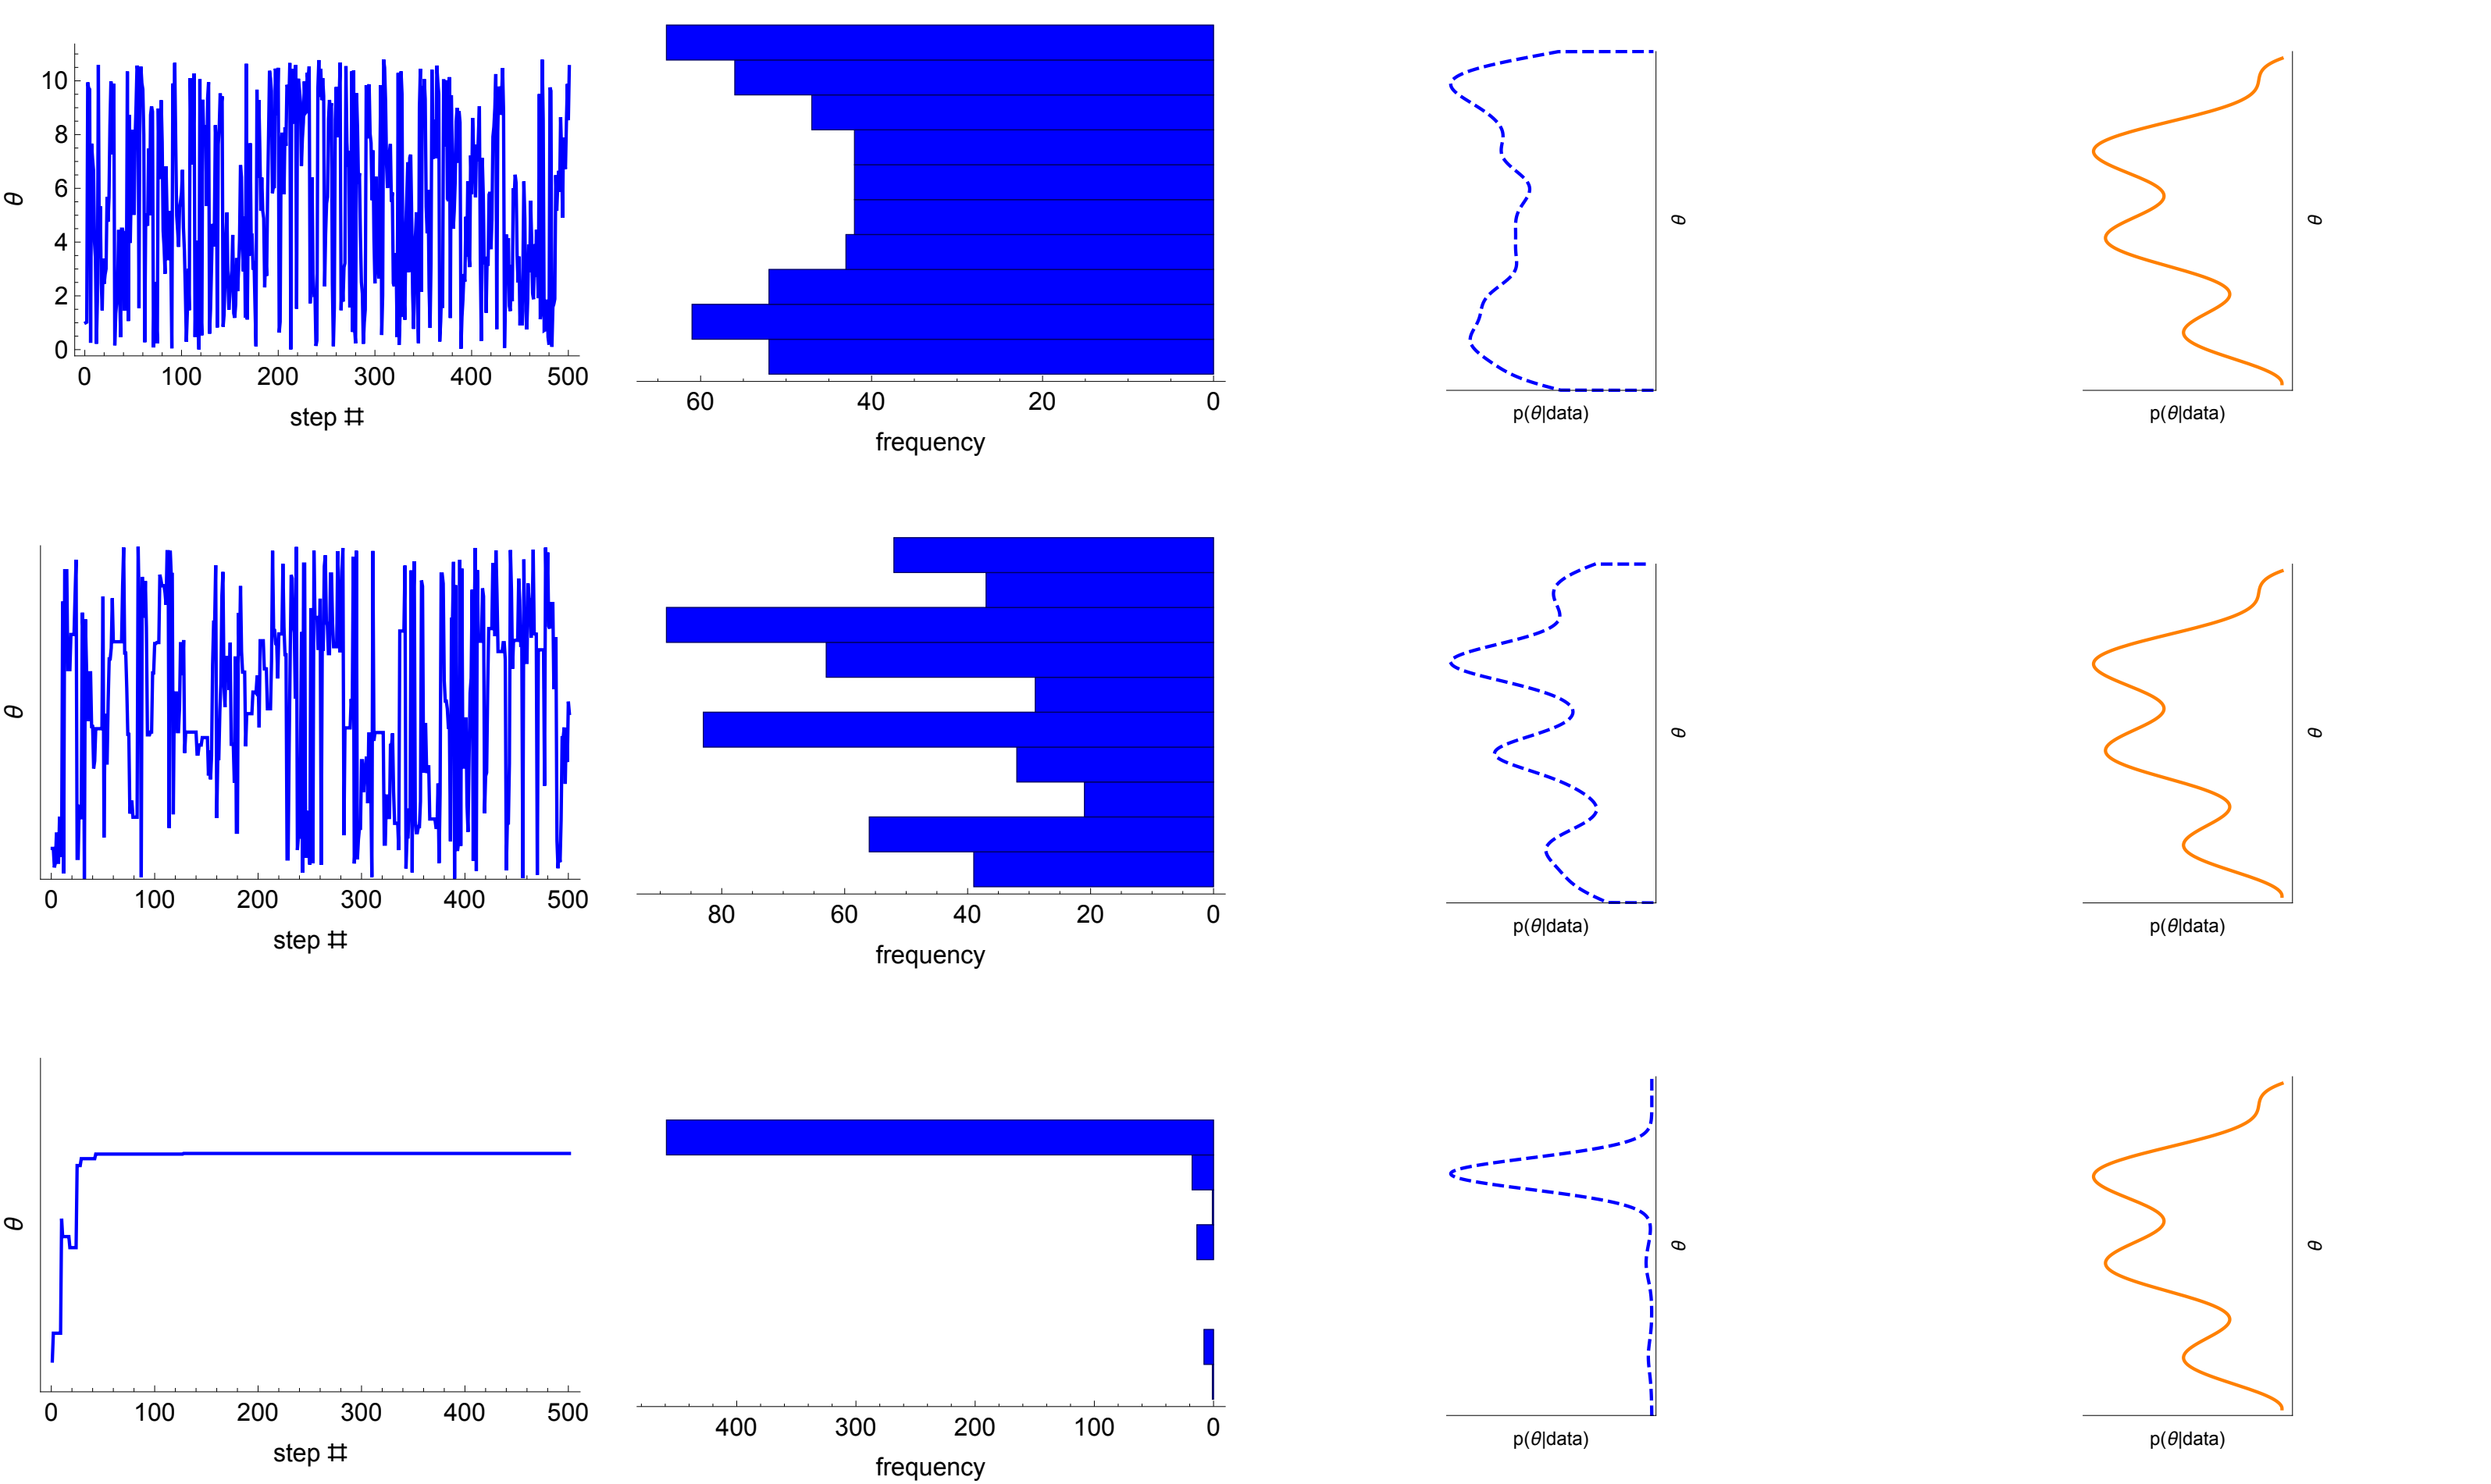 10
8
6
4
2
0
θ
0 100 200 300 400 500
step #
60 40 20 0
frequency
θ
p(θ|data)
θ
p(θ|data)
θ
0 100 200 300 400 500
step #
80 60 40 20 0
frequency
θ
p(θ|data)
θ
p(θ|data)
θ
0 100 200 300 400 500
step #
400 300 200 100 0
frequency
θ
p(θ|data)
θ
p(θ|data)